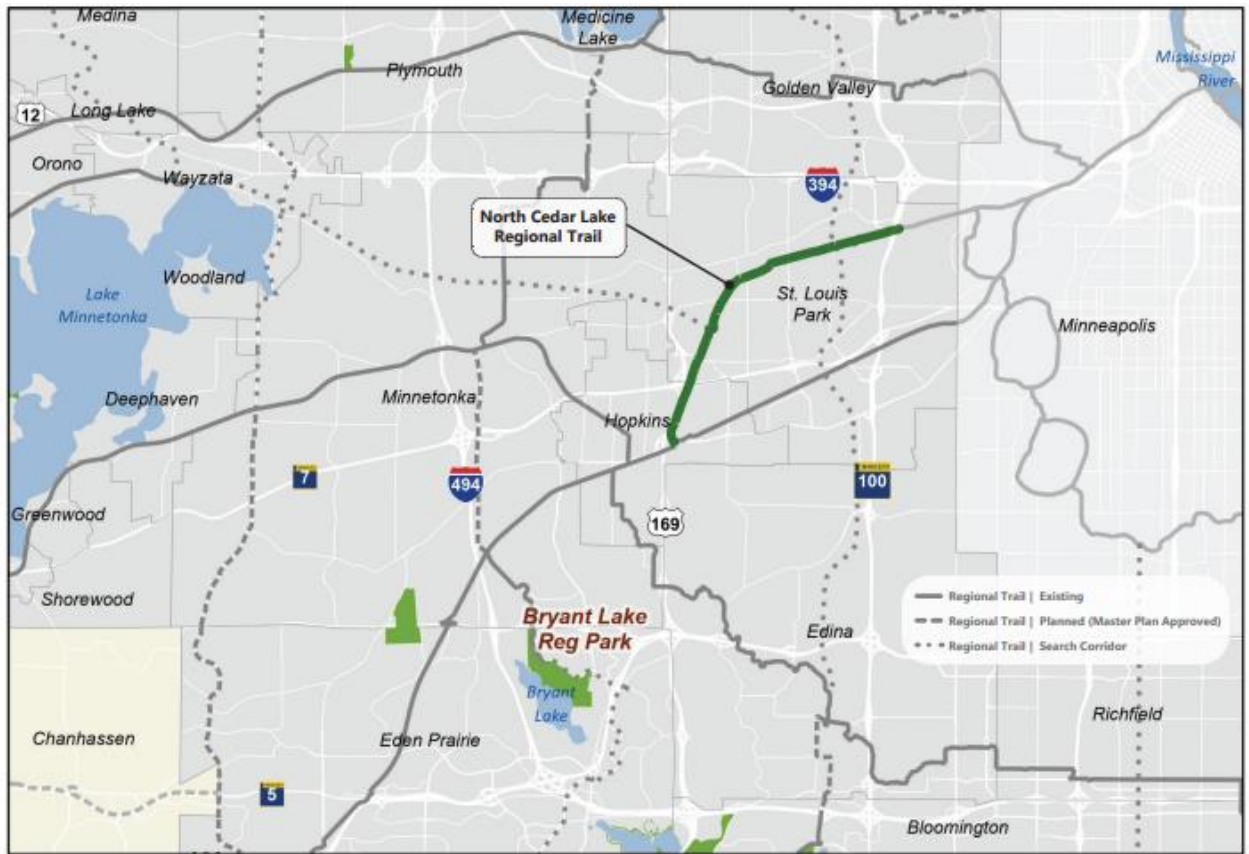 Medina
Medicine
Lake
Mississippi
River
Plymouth
Golden Valley
12
Long Lake
Orono
Wayzata
394
North Cedar Lake
Regional Trail
Woodland
Lake
Minnetonka
St. Louis
Park
Minneapolis
Deephaven
Minnetonka
Hopkins
7
494
100
Greenwood
169
Shorewood
Regional Trail | Existing
Regional Trail | Planned (Master Plan Approved)
Regional Trail | Search Corridor
Bryant Lake
Reg Park
Edina
Bryant
Lake
Richfield
Chanhassen
Eden Prairie
5
Bloomington